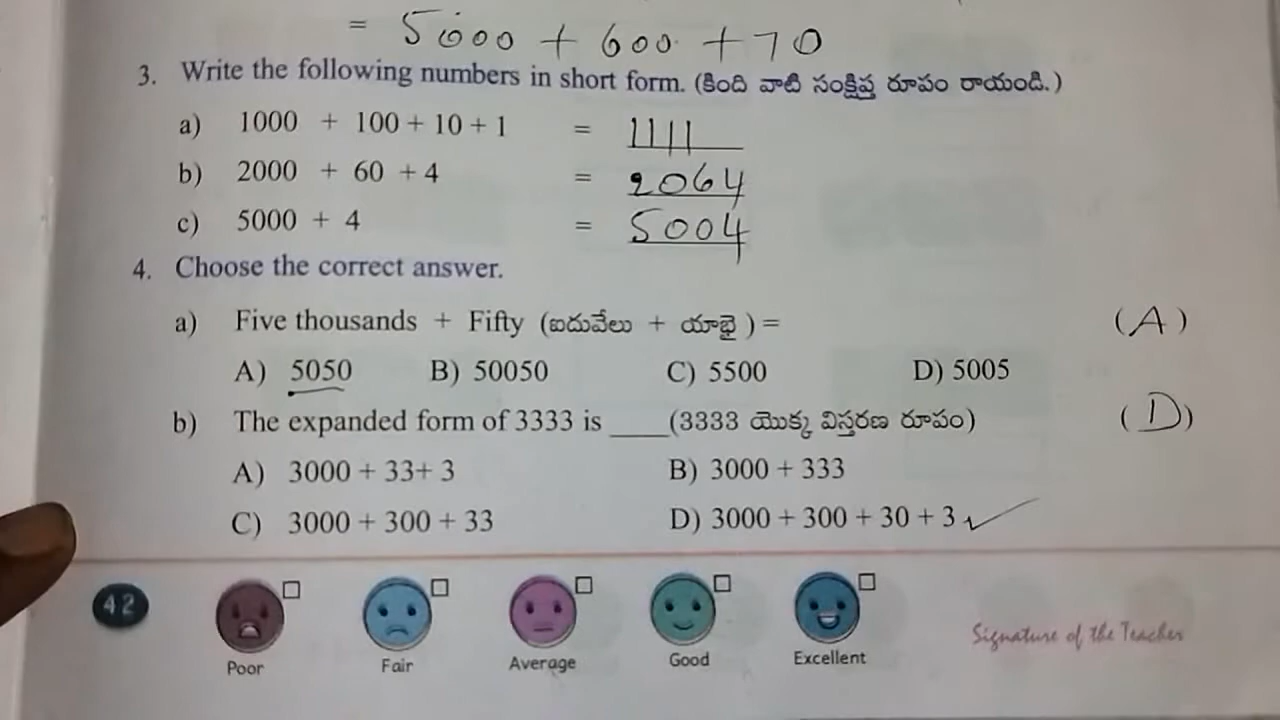 = 5000 + 600 + 70
3. Write the following numbers in short form. (కింది వాటి సంక్షిప్త రూపం రాయండి.)
a) 1000 + 100 + 10 + 1 = 1111
b) 2000 + 60 + 4 = 2064
c) 5000 + 4 = 5004
4. Choose the correct answer.
a) Five thousands + Fifty (ఐదువేలు + యాభై ) = (A)
A) 5050 B) 50050 C) 5500 D) 5005
b) The expanded form of 3333 is ____(3333 యొక్క విస్తరణ రూపం) (D)
A) 3000 + 33+ 3 B) 3000 + 333
C) 3000 + 300 + 33 D) 3000 + 300 + 30 + 3
42 Poor Fair Average Good Excellent Signature of the Teacher